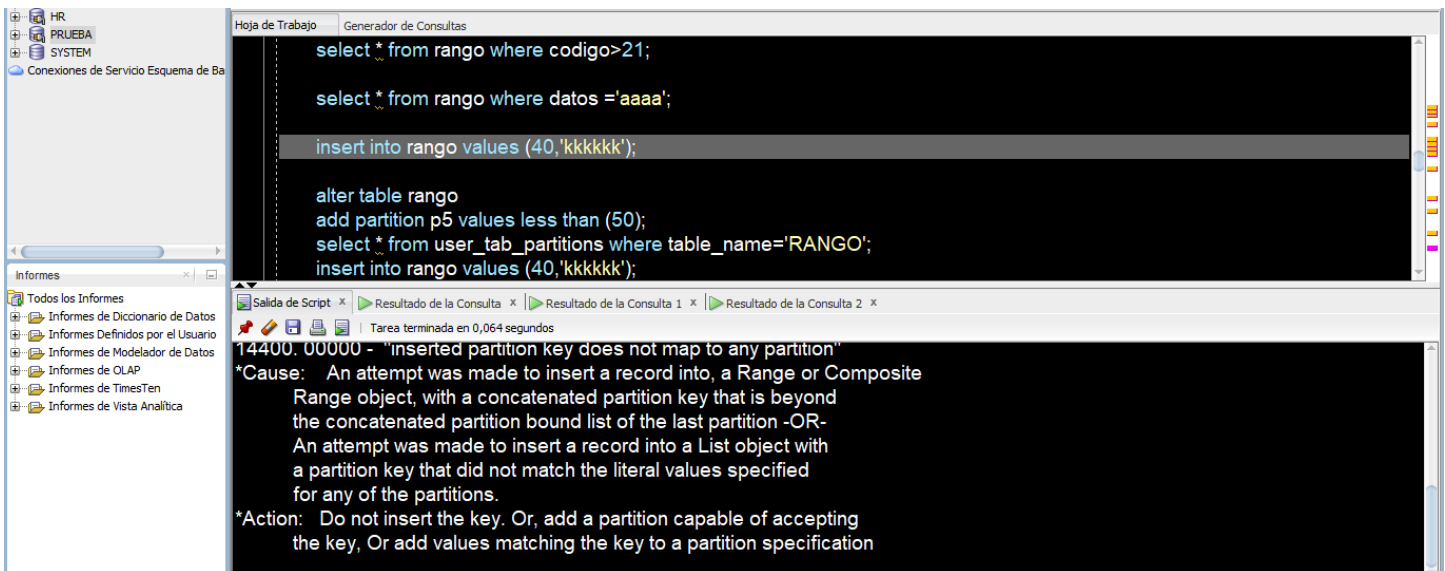 HR
PRUEBA
SYSTEM
Conexiones de Servicio Esquema de Ba
Informes
Todos los Informes
Informes de Diccionario de Datos
Informes Definidos por el Usuario
Informes de Modelador de Datos
Informes de OLAP
Informes de TimesTen
Informes de Vista Analítica
Hoja de Trabajo Generador de Consultas
select * from rango where codigo>21;
select * from rango where datos ='aaaa';
insert into rango values (40,'kkkkkk');
alter table rango
add partition p5 values less than (50);
select * from user_tab_partitions where table_name='RANGO';
insert into rango values (40,'kkkkkk');
Salida de Script x Resultado de la Consulta x Resultado de la Consulta 1 x Resultado de la Consulta 2 x
Tarea terminada en 0,064 segundos
14400. 00000 - "inserted partition key does not map to any partition"
*Cause: An attempt was made to insert a record into, a Range or Composite
Range object, with a concatenated partition key that is beyond
the concatenated partition bound list of the last partition -OR-
An attempt was made to insert a record into a List object with
a partition key that did not match the literal values specified
for any of the partitions.
*Action: Do not insert the key. Or, add a partition capable of accepting
the key, Or add values matching the key to a partition specification